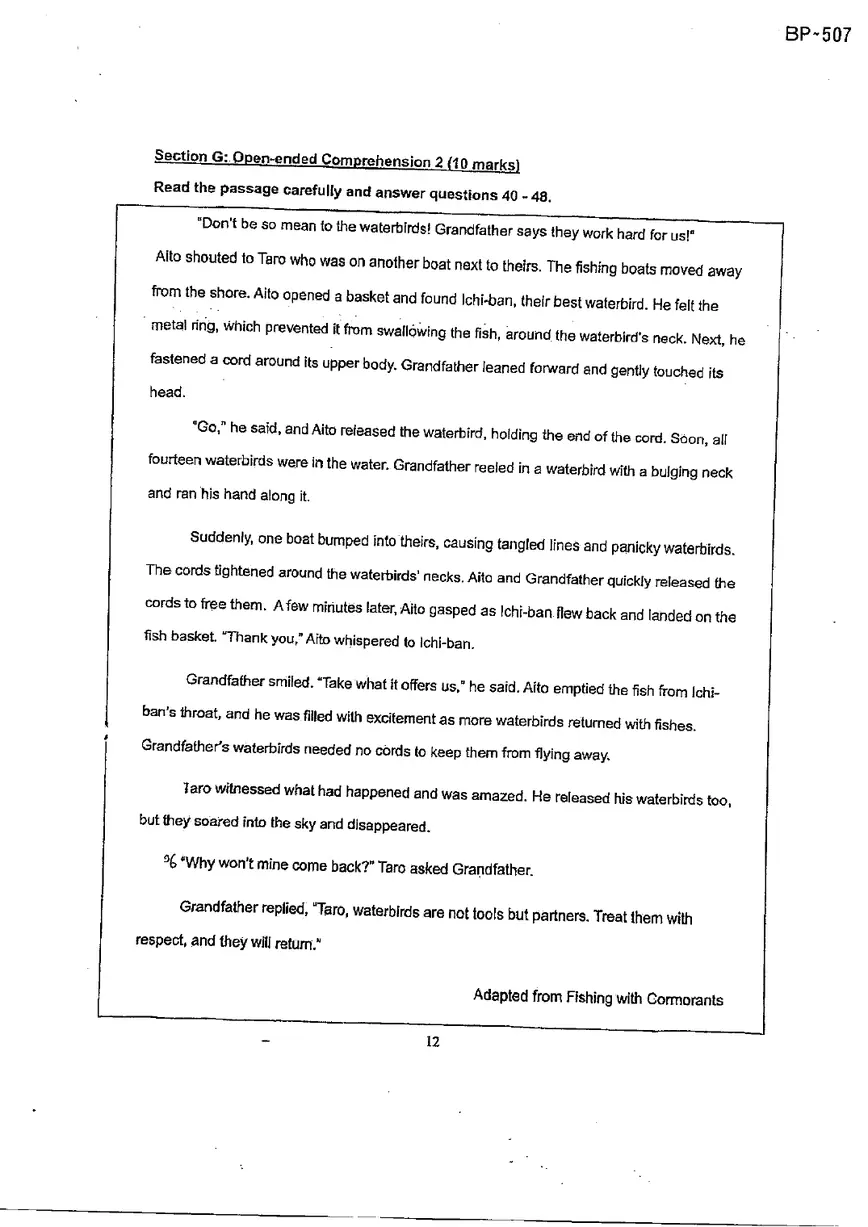 BP-507
Section G: Open-ended Comprehension 2 (10 marks)
Read the passage carefully and answer questions 40 - 48.
"Don't be so mean to the waterbirds! Grandfather says they work hard for us!"
Aito shouted to Taro who was on another boat next to theirs. The fishing boats moved away
from the shore. Aito opened a basket and found Ichi-ban, their best waterbird. He felt the
metal ring, which prevented it from swallowing the fish, around the waterbird's neck. Next, he
fastened a cord around its upper body. Grandfather leaned forward and gently touched its
head.
"Go," he said, and Aito released the waterbird, holding the end of the cord. Soon, all
fourteen waterbirds were in the water. Grandfather reeled in a waterbird with a bulging neck
and ran his hand along it.
Suddenly, one boat bumped into theirs, causing tangled lines and panicky waterbirds.
The cords tightened around the waterbirds' necks. Aito and Grandfather quickly released the
cords to free them. A few minutes later, Aito gasped as Ichi-ban flew back and landed on the
fish basket. "Thank you," Aito whispered to Ichi-ban.
Grandfather smiled. "Take what it offers us," he said. Aito emptied the fish from Ichi-
ban's throat, and he was filled with excitement as more waterbirds returned with fishes.
Grandfather's waterbirds needed no cords to keep them from flying away.
Taro witnessed what had happened and was amazed. He released his waterbirds too,
but they soared into the sky and disappeared.
"Why won't mine come back?" Taro asked Grandfather.
Grandfather replied, "Taro, waterbirds are not tools but partners. Treat them with
respect, and they will return."
Adapted from Fishing with Cormorants
12